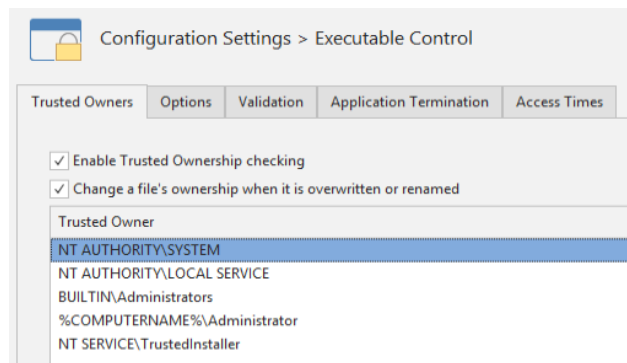 Configuration Settings > Executable Control
Trusted Owners Options Validation Application Termination Access Times
Enable Trusted Ownership checking
Change a file's ownership when it is overwritten or renamed
Trusted Owner
NT AUTHORITY\SYSTEM
NT AUTHORITY\LOCAL SERVICE
BUILTIN\Administrators
%COMPUTERNAME%\Administrator
NT SERVICE\TrustedInstaller